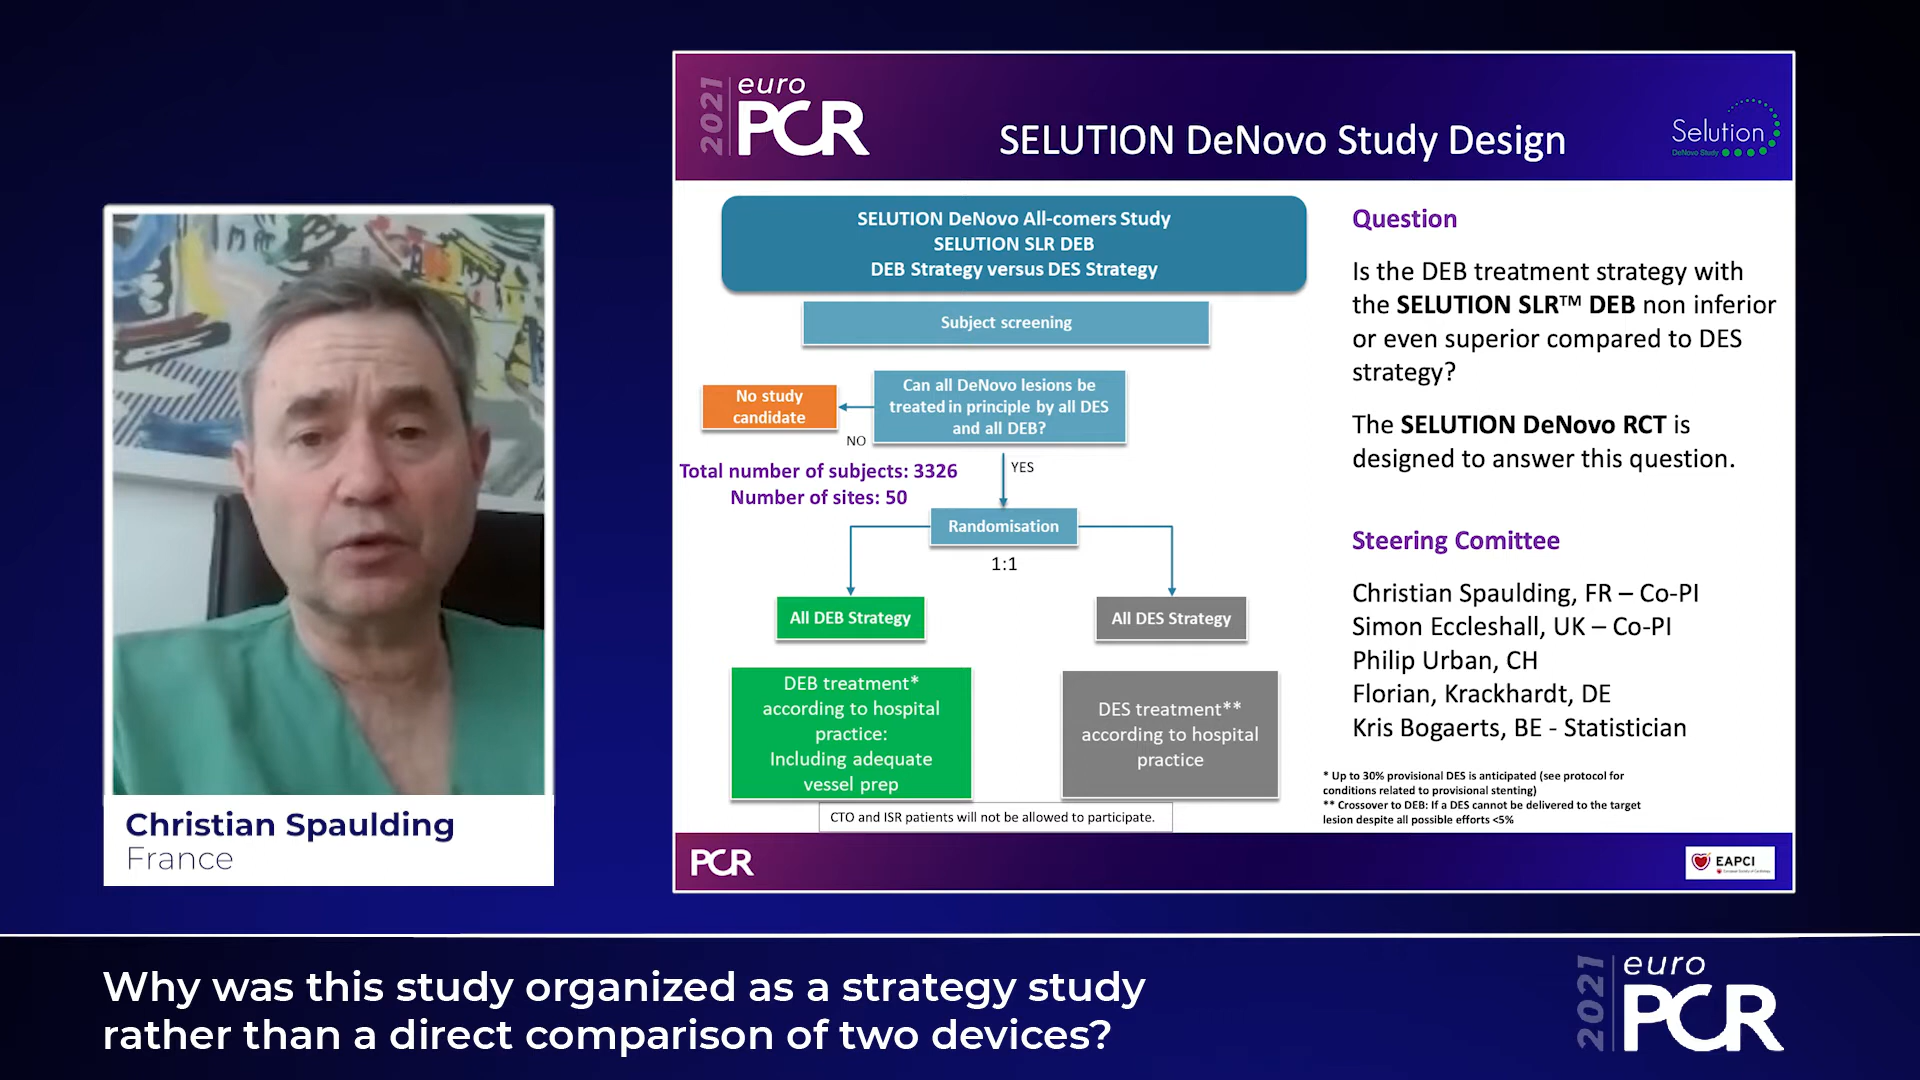 2021
euro
PCR
SELUTION DeNovo Study Design
Selution
DeNovo Study
SELUTION DeNovo All-comers Study
SELUTION SLR DEB
DEB Strategy versus DES Strategy
Subject screening
Can all DeNovo lesions be
treated in principle by all DES
and all DEB?
No study
candidate
NO
YES
Total number of subjects: 3326
Number of sites: 50
Randomisation
1:1
All DEB Strategy
All DES Strategy
DEB treatment*
according to hospital
practice:
Including adequate
vessel prep
DES treatment**
according to hospital
practice
CTO and ISR patients will not be allowed to participate.
Question
Is the DEB treatment strategy with
the SELUTION SLR™ DEB non inferior
or even superior compared to DES
strategy?
The SELUTION DeNovo RCT is
designed to answer this question.
Steering Comittee
Christian Spaulding, FR – Co-PI
Simon Eccleshall, UK – Co-PI
Philip Urban, CH
Florian, Krackhardt, DE
Kris Bogaerts, BE - Statistician
* Up to 30% provisional DES is anticipated (see protocol for
conditions related to provisional stenting)
** Crossover to DEB: If a DES cannot be delivered to the target
lesion despite all possible efforts <5%
PCR
EAPCI
Christian Spaulding
France
Why was this study organized as a strategy study
rather than a direct comparison of two devices?
2021
euro
PCR